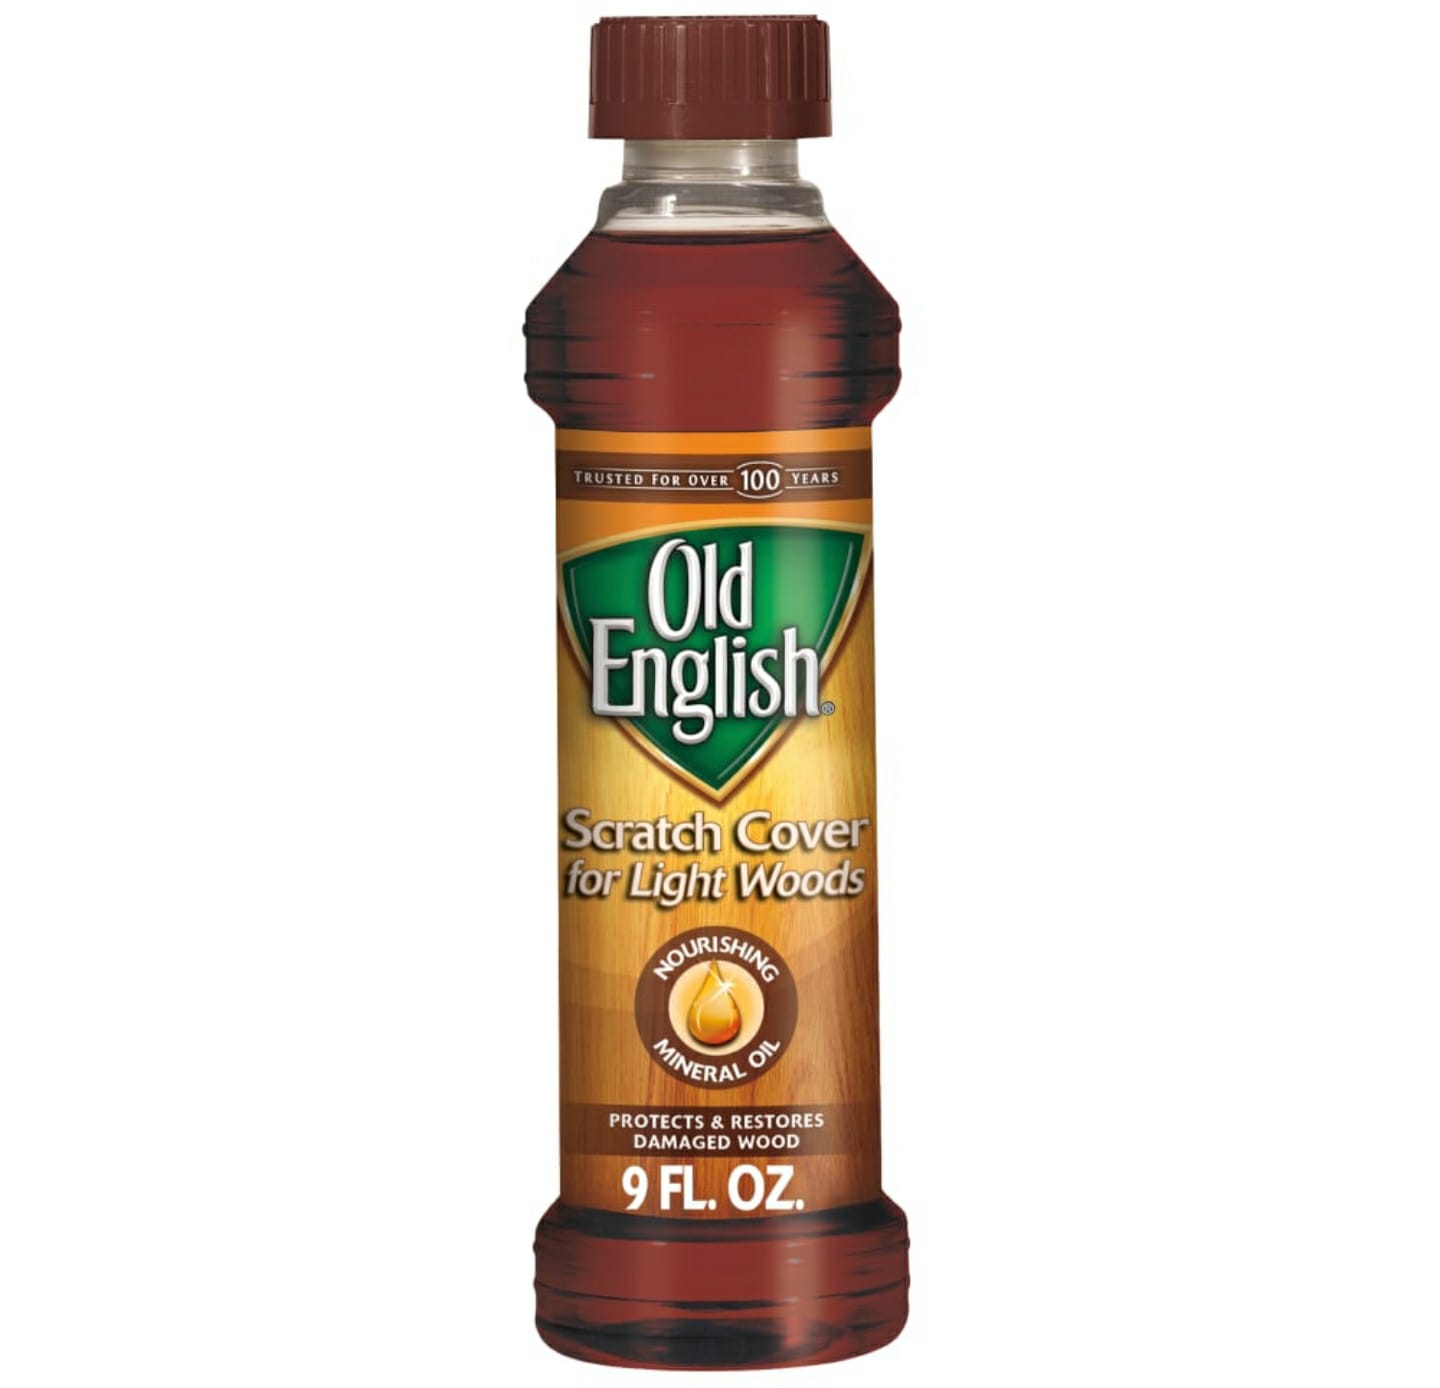 TRUSTED FOR OVER 100 YEARS
Old
English®
Scratch Cover
for Light Woods
NOURISHING
MINERAL OIL
PROTECTS & RESTORES
DAMAGED WOOD
9 FL. OZ.